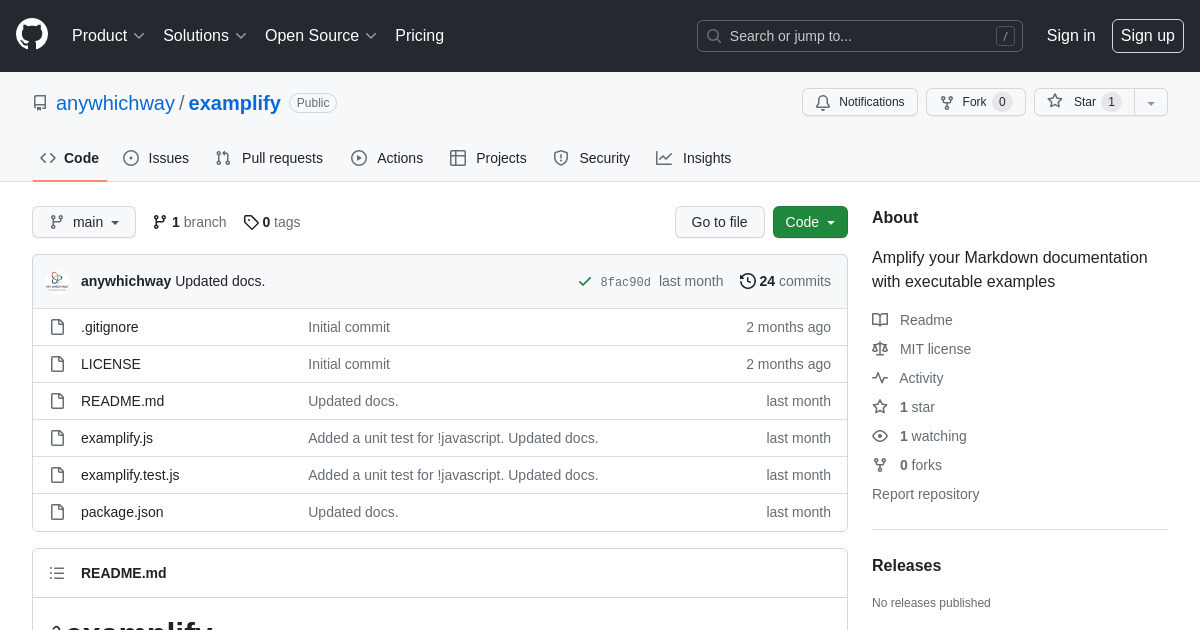 Product Solutions Open Source Pricing Search or jump to... / Sign in Sign up
anywhichway / examplify Public Notifications Fork 0 Star 1
Code Issues Pull requests Actions Projects Security Insights
main 1 branch 0 tags Go to file Code
anywhichway Updated docs. 8fac90d last month 24 commits
.gitignore Initial commit 2 months ago
LICENSE Initial commit 2 months ago
README.md Updated docs. last month
examplify.js Added a unit test for !javascript. Updated docs. last month
examplify.test.js Added a unit test for !javascript. Updated docs. last month
package.json Updated docs. last month
README.md
examplify
About
Amplify your Markdown documentation
with executable examples
Readme
MIT license
Activity
1 star
1 watching
0 forks
Report repository
Releases
No releases published